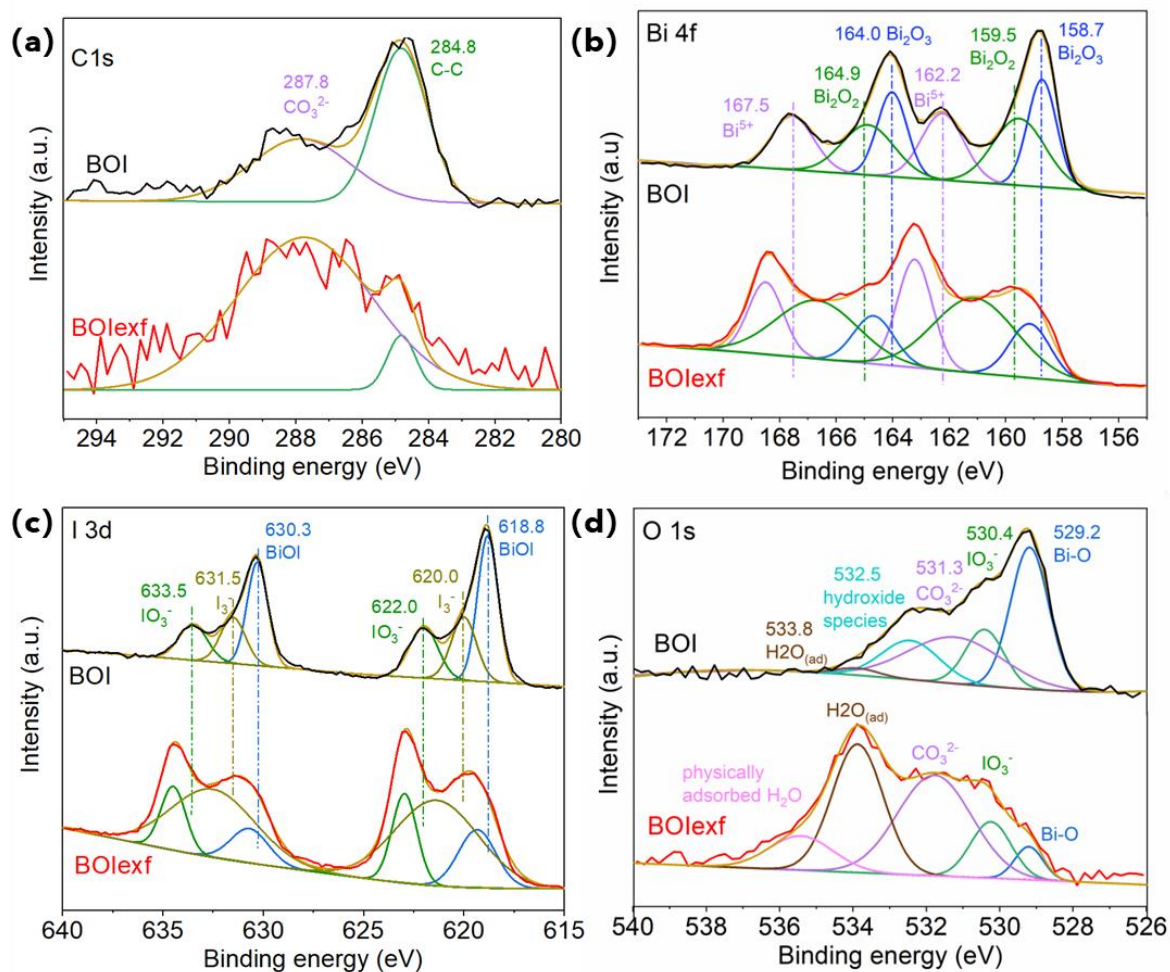 (a)
C1s
284.8
C-C
287.8
CO₃²⁻
BOI
BOIexf
Intensity (a.u.)
294 292 290 288 286 284 282 280
Binding energy (eV)
(b)
Bi 4f
158.7
Bi₂O₃
159.5
Bi₂O₂
164.0 Bi₂O₃
162.2
Bi⁵⁺
164.9
Bi₂O₂
167.5
Bi⁵⁺
BOI
BOIexf
Intensity (a.u.)
172 170 168 166 164 162 160 158 156
Binding energy (eV)
(c)
I 3d
630.3
BiOI
618.8
BiOI
631.5
I₃⁻
633.5
IO₃⁻
620.0
I₃⁻
622.0
IO₃⁻
BOI
BOIexf
Intensity (a.u.)
640 635 630 625 620 615
Binding energy (eV)
(d)
O 1s
529.2
Bi-O
530.4
IO₃⁻
531.3
CO₃²⁻
532.5
hydroxide
species
533.8
H2O(ad)
BOI
H2O(ad)
CO₃²⁻
IO₃⁻
physically
adsorbed H₂O
Bi-O
BOIexf
Intensity (a.u.)
540 538 536 534 532 530 528 526
Binding energy (eV)